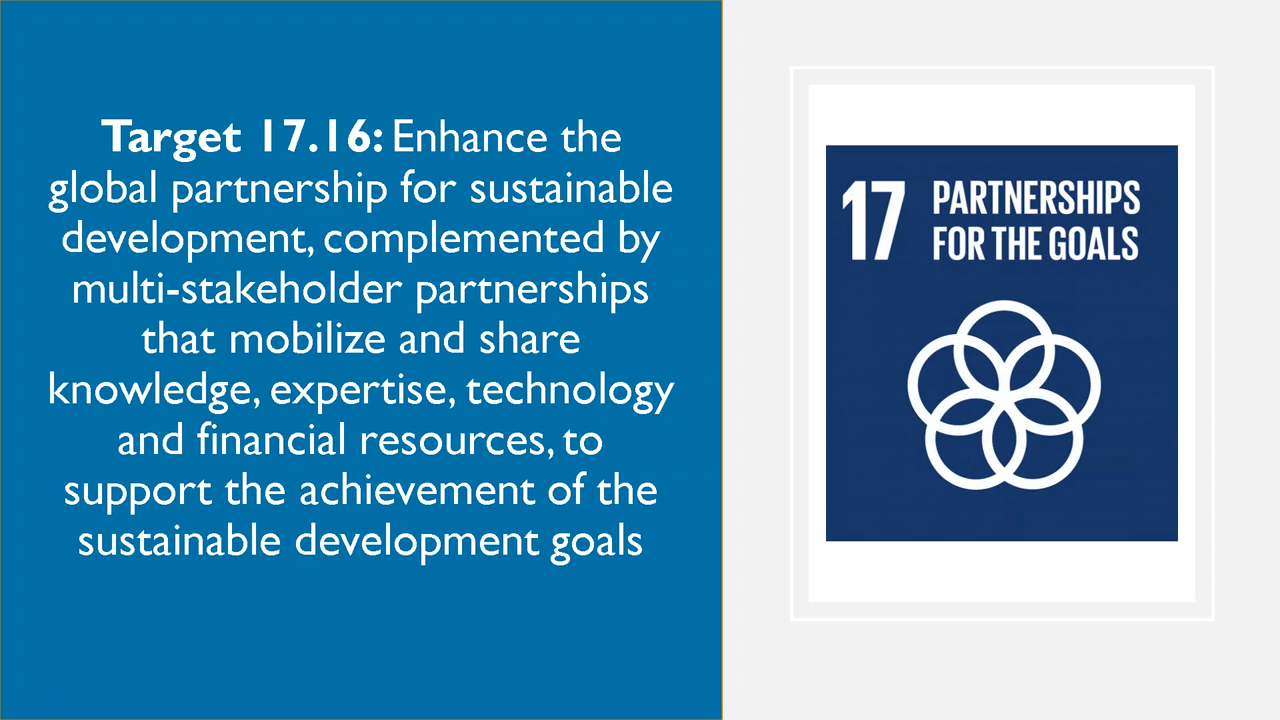 Target 17.16: Enhance the
global partnership for sustainable
development, complemented by
multi-stakeholder partnerships
that mobilize and share
knowledge, expertise, technology
and financial resources, to
support the achievement of the
sustainable development goals
17 PARTNERSHIPS
FOR THE GOALS